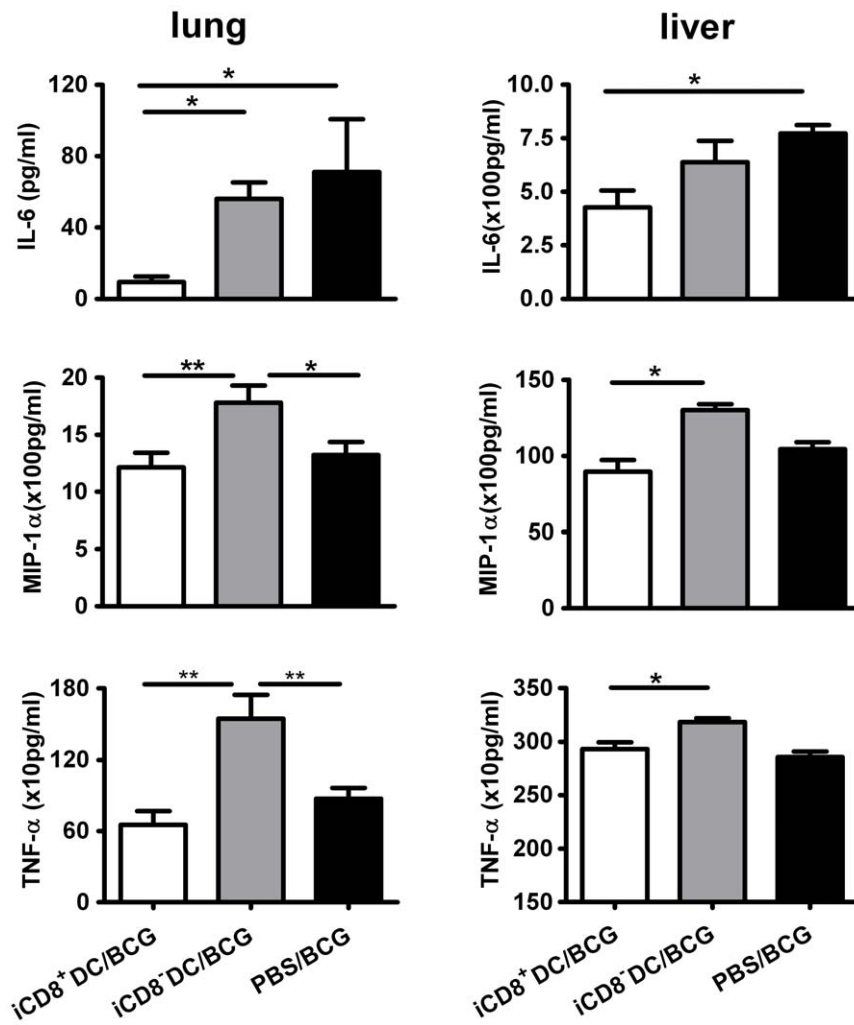 lung
liver
IL-6 (pg/ml)
120
80
40
0
*
*
IL-6(x100pg/ml)
10.0
7.5
5.0
2.5
0.0
*
MIP-1α(x100pg/ml)
20
15
10
5
0
**
*
MIP-1α(x100pg/ml)
150
100
50
0
*
TNF-α (x10pg/ml)
180
120
60
0
**
**
TNF-α (x10pg/ml)
350
300
250
200
150
*
iCD8⁺DC/BCG
iCD8⁻DC/BCG
PBS/BCG
iCD8⁺DC/BCG
iCD8⁻DC/BCG
PBS/BCG